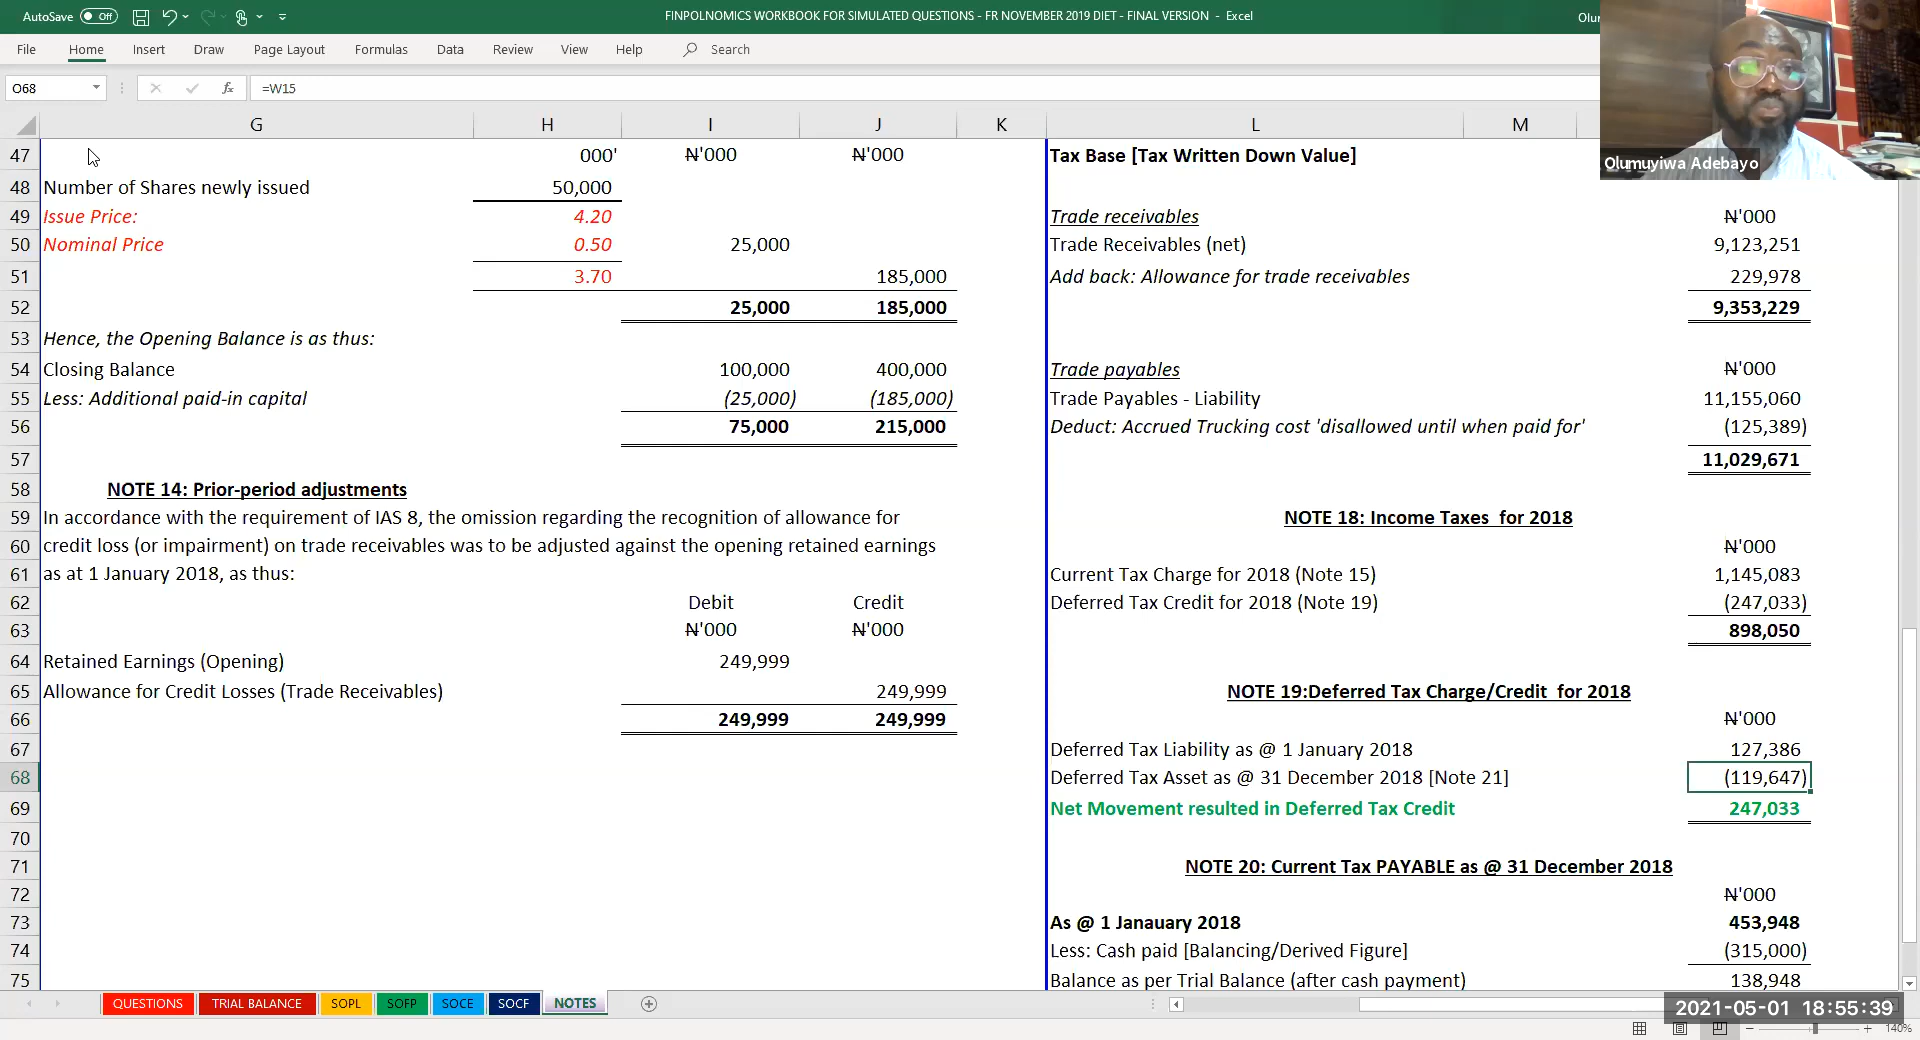 AutoSave Off
FINPOLNOMICS WORKBOOK FOR SIMULATED QUESTIONS - FR NOVEMBER 2019 DIET - FINAL VERSION - Excel
Olu
File Home Insert Draw Page Layout Formulas Data Review View Help Search
O68 fx =W15
Olumuyiwa Adebayo
G H I J K L M
47 000' ₦'000 ₦'000 Tax Base [Tax Written Down Value]
48 Number of Shares newly issued 50,000
49 Issue Price: 4.20 Trade receivables ₦'000
50 Nominal Price 0.50 25,000 Trade Receivables (net) 9,123,251
51 3.70 185,000 Add back: Allowance for trade receivables 229,978
52 25,000 185,000 9,353,229
53 Hence, the Opening Balance is as thus:
54 Closing Balance 100,000 400,000 Trade payables ₦'000
55 Less: Additional paid-in capital (25,000) (185,000) Trade Payables - Liability 11,155,060
56 75,000 215,000 Deduct: Accrued Trucking cost 'disallowed until when paid for' (125,389)
57 11,029,671
58 NOTE 14: Prior-period adjustments
59 In accordance with the requirement of IAS 8, the omission regarding the recognition of allowance for NOTE 18: Income Taxes for 2018
60 credit loss (or impairment) on trade receivables was to be adjusted against the opening retained earnings ₦'000
61 as at 1 January 2018, as thus: Current Tax Charge for 2018 (Note 15) 1,145,083
62 Debit Credit Deferred Tax Credit for 2018 (Note 19) (247,033)
63 ₦'000 ₦'000 898,050
64 Retained Earnings (Opening) 249,999
65 Allowance for Credit Losses (Trade Receivables) 249,999 NOTE 19:Deferred Tax Charge/Credit for 2018
66 249,999 249,999 ₦'000
67 Deferred Tax Liability as @ 1 January 2018 127,386
68 Deferred Tax Asset as @ 31 December 2018 [Note 21] (119,647)
69 Net Movement resulted in Deferred Tax Credit 247,033
70
71 NOTE 20: Current Tax PAYABLE as @ 31 December 2018
72 ₦'000
73 As @ 1 Janauary 2018 453,948
74 Less: Cash paid [Balancing/Derived Figure] (315,000)
75 Balance as per Trial Balance (after cash payment) 138,948
QUESTIONS TRIAL BALANCE SOPL SOFP SOCE SOCF NOTES
2021-05-01 18:55:39
140%